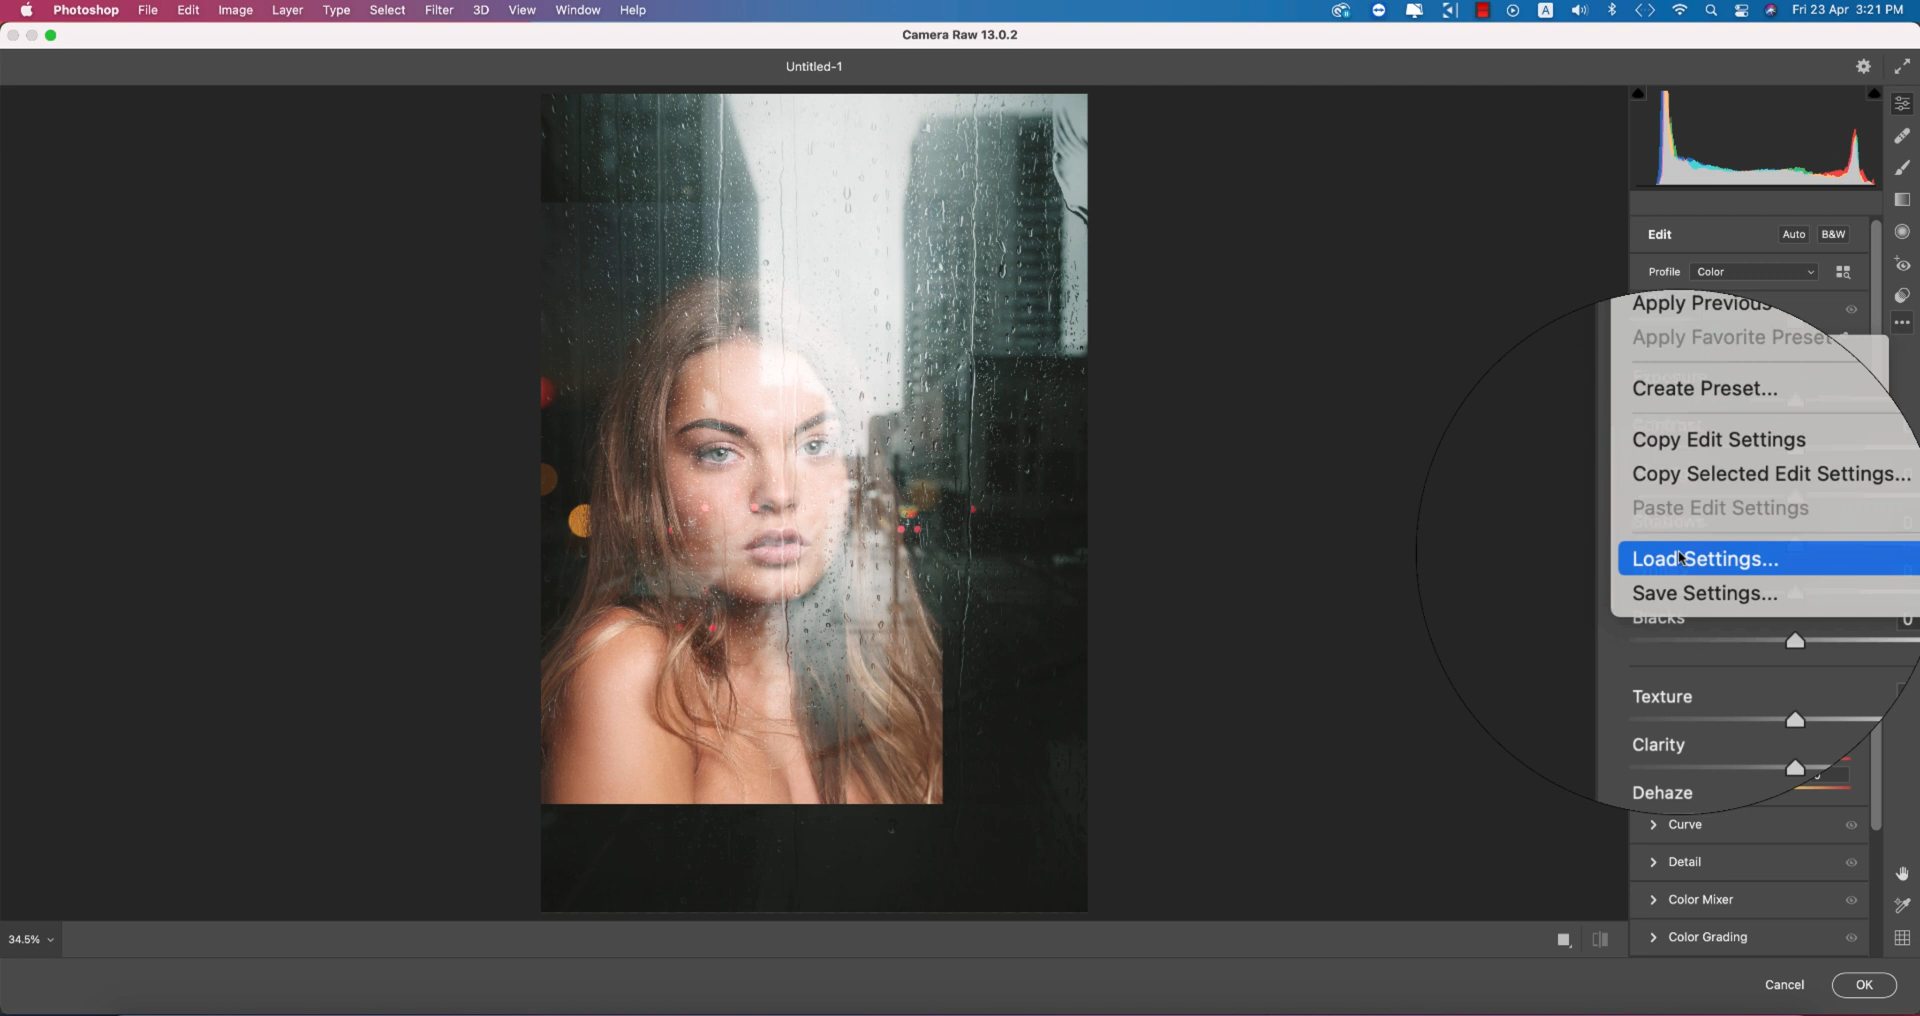 Photoshop File Edit Image Layer Type Select Filter 3D View Window Help A Fri 23 Apr 3:21 PM
Camera Raw 13.0.2
Untitled-1
Edit Auto B&W
Profile Color
Apply Previous
Apply Favorite Preset
Create Preset...
Copy Edit Settings
Copy Selected Edit Settings...
Paste Edit Settings
Load Settings...
Save Settings...
Blacks 0
Texture
Clarity
Dehaze
Curve
Detail
Color Mixer
Color Grading
34.5%
Cancel OK